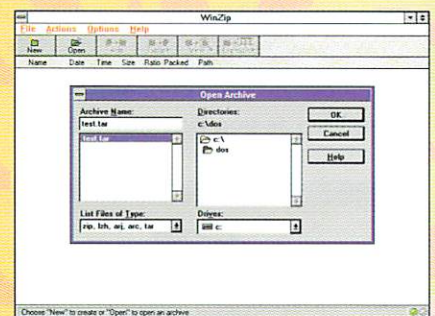 WinZip
File Actions Options Help
New Open
Name Date Time Size Ratio Packed Path
Open Archive
Archive Name:
test.tar
test.tar
Directories:
c:\dos
c:\
dos
OK
Cancel
Help
List Files of Type:
zip, lzh, arj, arc, tar
Drives:
c:
Choose "New" to create or "Open" to open an archive